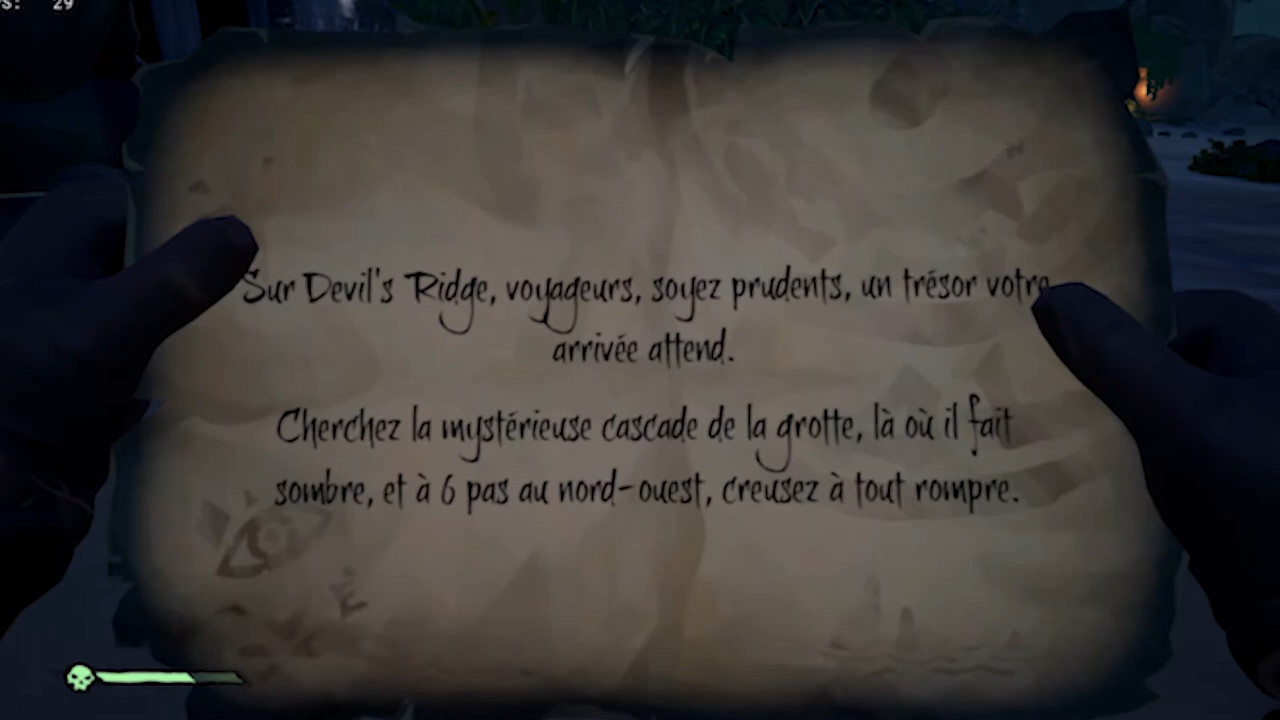 29
Sur Devil's Ridge, voyageurs, soyez prudents, un trésor votre
arrivée attend.
Cherchez la mystérieuse cascade de la grotte, là où il fait
sombre, et à 6 pas au nord-ouest, creusez à tout rompre.